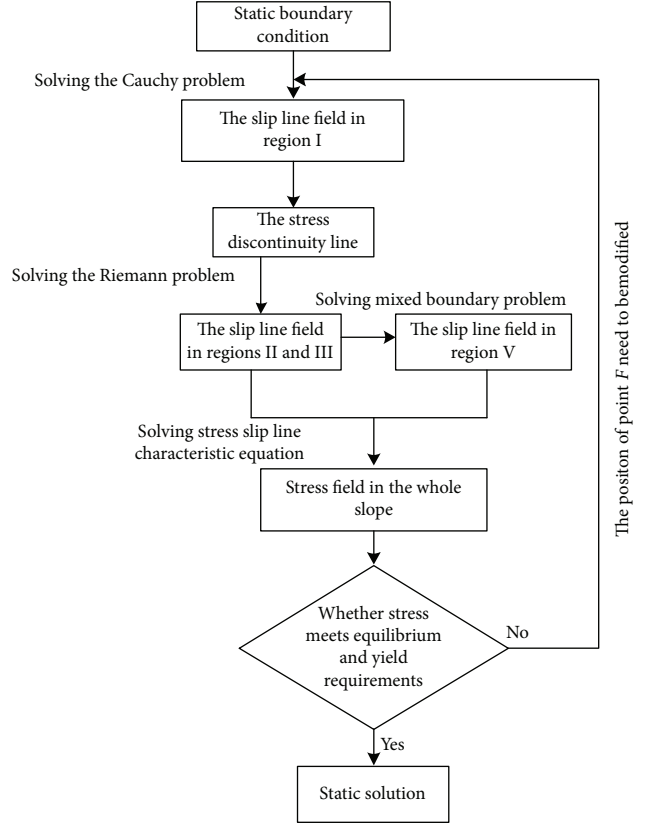 Static boundary
condition
Solving the Cauchy problem
The slip line field in
region I
The stress
discontinuity line
Solving the Riemann problem
Solving mixed boundary problem
The slip line field
in regions II and III
The slip line field in
region V
Solving stress slip line
characteristic equation
Stress field in the whole
slope
Whether stress
meets equilibrium
and yield
requirements
No
The positon of point F need to bemodified
Yes
Static solution